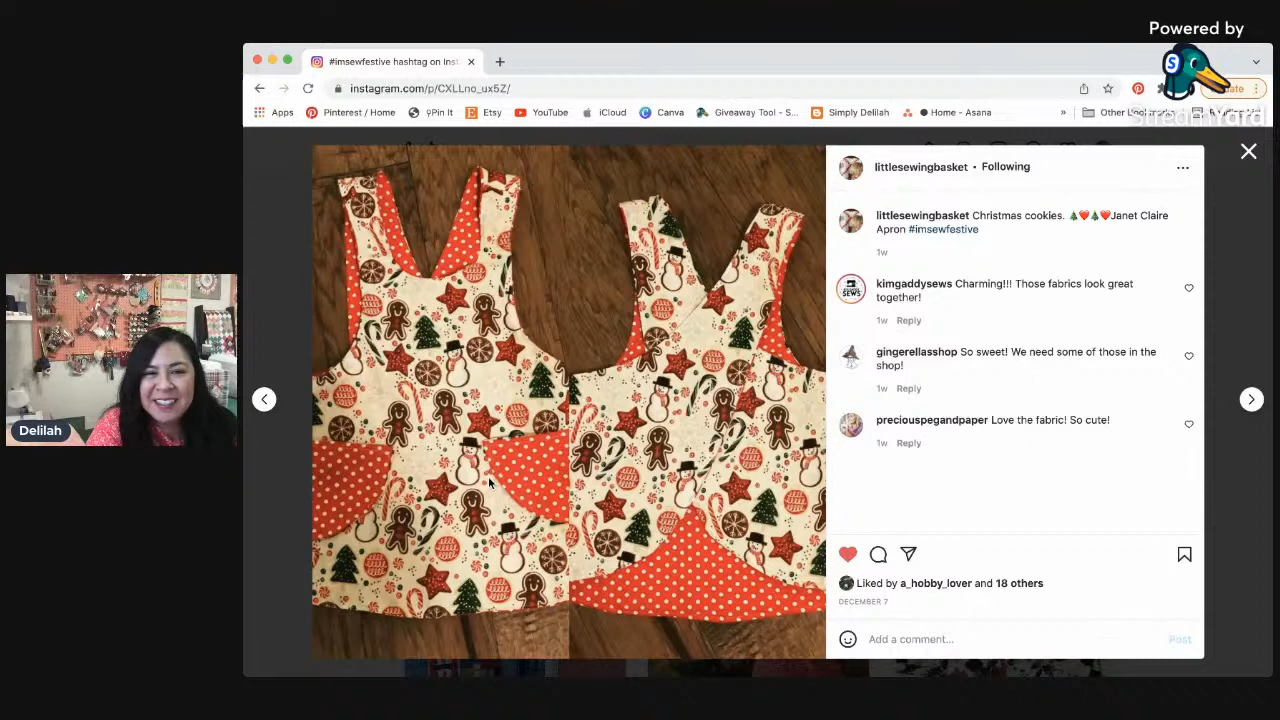 Powered by
StreamYard
#imsewfestive hashtag on Inst
instagram.com/p/CXLLno_ux5Z/
Apps
Pinterest / Home
Pin It
Etsy
YouTube
iCloud
Canva
Giveaway Tool - S...
Simply Delilah
Home - Asana
»
littlesewingbasket • Following
littlesewingbasket Christmas cookies. 🎄❤️🎄❤️Janet Claire
Apron #imsewfestive
1w
kimgaddysews Charming!!! Those fabrics look great
together!
1w Reply
gingerellasshop So sweet! We need some of those in the
shop!
1w Reply
preciouspegandpaper Love the fabric! So cute!
1w Reply
Liked by a_hobby_lover and 18 others
DECEMBER 7
Add a comment...
Post
Delilah
SEWS
S